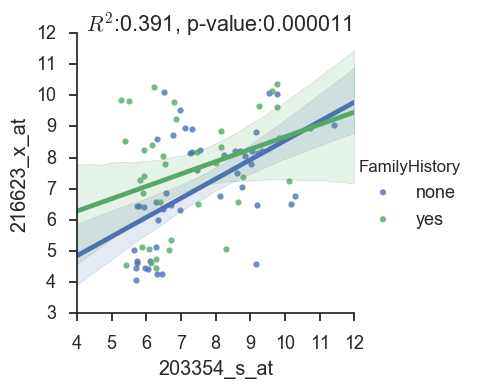 R²:0.391, p-value:0.000011
12
11
10
9
8
7
6
5
4
3
216623_x_at
4 5 6 7 8 9 10 11 12
203354_s_at
FamilyHistory
none
yes